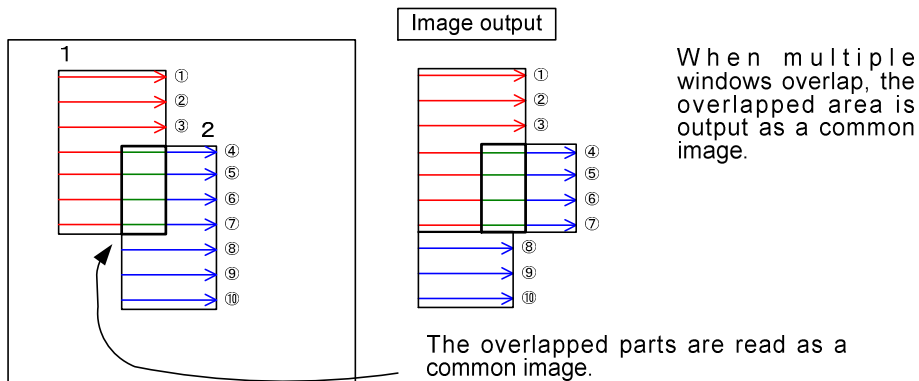 Image output
1
①
②
③
2
④
⑤
⑥
⑦
⑧
⑨
⑩
①
②
③
④
⑤
⑥
⑦
⑧
⑨
⑩
When multiple
windows overlap, the
overlapped area is
output as a common
image.
The overlapped parts are read as a
common image.